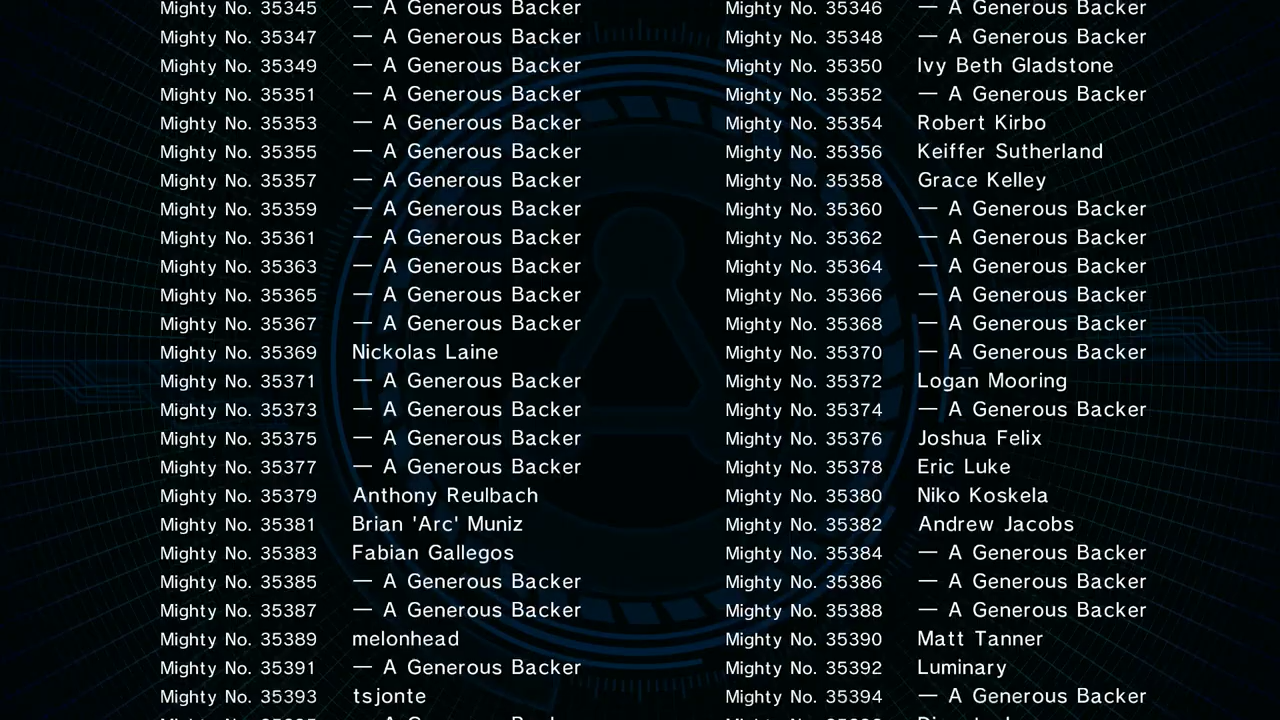 Mighty No. 35345 — A Generous Backer Mighty No. 35346 — A Generous Backer
Mighty No. 35347 — A Generous Backer Mighty No. 35348 — A Generous Backer
Mighty No. 35349 — A Generous Backer Mighty No. 35350 Ivy Beth Gladstone
Mighty No. 35351 — A Generous Backer Mighty No. 35352 — A Generous Backer
Mighty No. 35353 — A Generous Backer Mighty No. 35354 Robert Kirbo
Mighty No. 35355 — A Generous Backer Mighty No. 35356 Keiffer Sutherland
Mighty No. 35357 — A Generous Backer Mighty No. 35358 Grace Kelley
Mighty No. 35359 — A Generous Backer Mighty No. 35360 — A Generous Backer
Mighty No. 35361 — A Generous Backer Mighty No. 35362 — A Generous Backer
Mighty No. 35363 — A Generous Backer Mighty No. 35364 — A Generous Backer
Mighty No. 35365 — A Generous Backer Mighty No. 35366 — A Generous Backer
Mighty No. 35367 — A Generous Backer Mighty No. 35368 — A Generous Backer
Mighty No. 35369 Nickolas Laine Mighty No. 35370 — A Generous Backer
Mighty No. 35371 — A Generous Backer Mighty No. 35372 Logan Mooring
Mighty No. 35373 — A Generous Backer Mighty No. 35374 — A Generous Backer
Mighty No. 35375 — A Generous Backer Mighty No. 35376 Joshua Felix
Mighty No. 35377 — A Generous Backer Mighty No. 35378 Eric Luke
Mighty No. 35379 Anthony Reulbach Mighty No. 35380 Niko Koskela
Mighty No. 35381 Brian 'Arc' Muniz Mighty No. 35382 Andrew Jacobs
Mighty No. 35383 Fabian Gallegos Mighty No. 35384 — A Generous Backer
Mighty No. 35385 — A Generous Backer Mighty No. 35386 — A Generous Backer
Mighty No. 35387 — A Generous Backer Mighty No. 35388 — A Generous Backer
Mighty No. 35389 melonhead Mighty No. 35390 Matt Tanner
Mighty No. 35391 — A Generous Backer Mighty No. 35392 Luminary
Mighty No. 35393 tsjonte Mighty No. 35394 — A Generous Backer